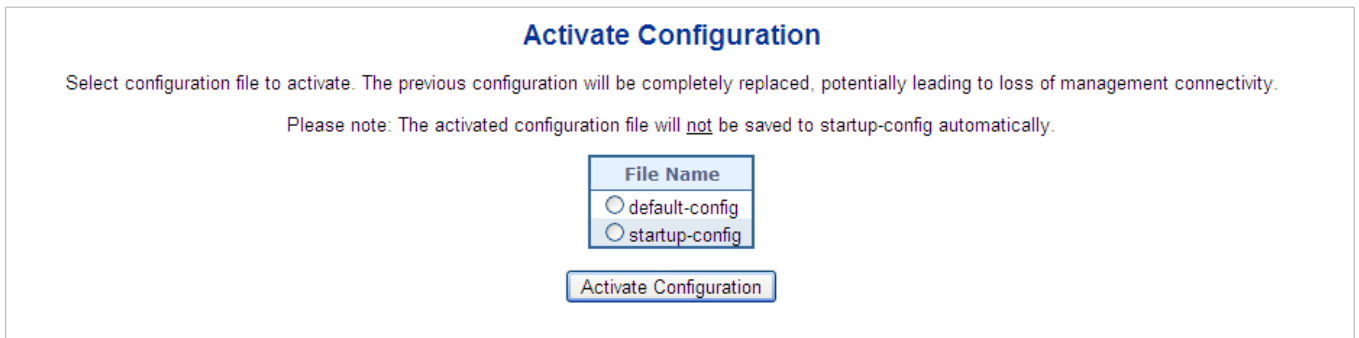 Activate Configuration
Select configuration file to activate. The previous configuration will be completely replaced, potentially leading to loss of management connectivity.
Please note: The activated configuration file will not be saved to startup-config automatically.
File Name
default-config
startup-config
Activate Configuration